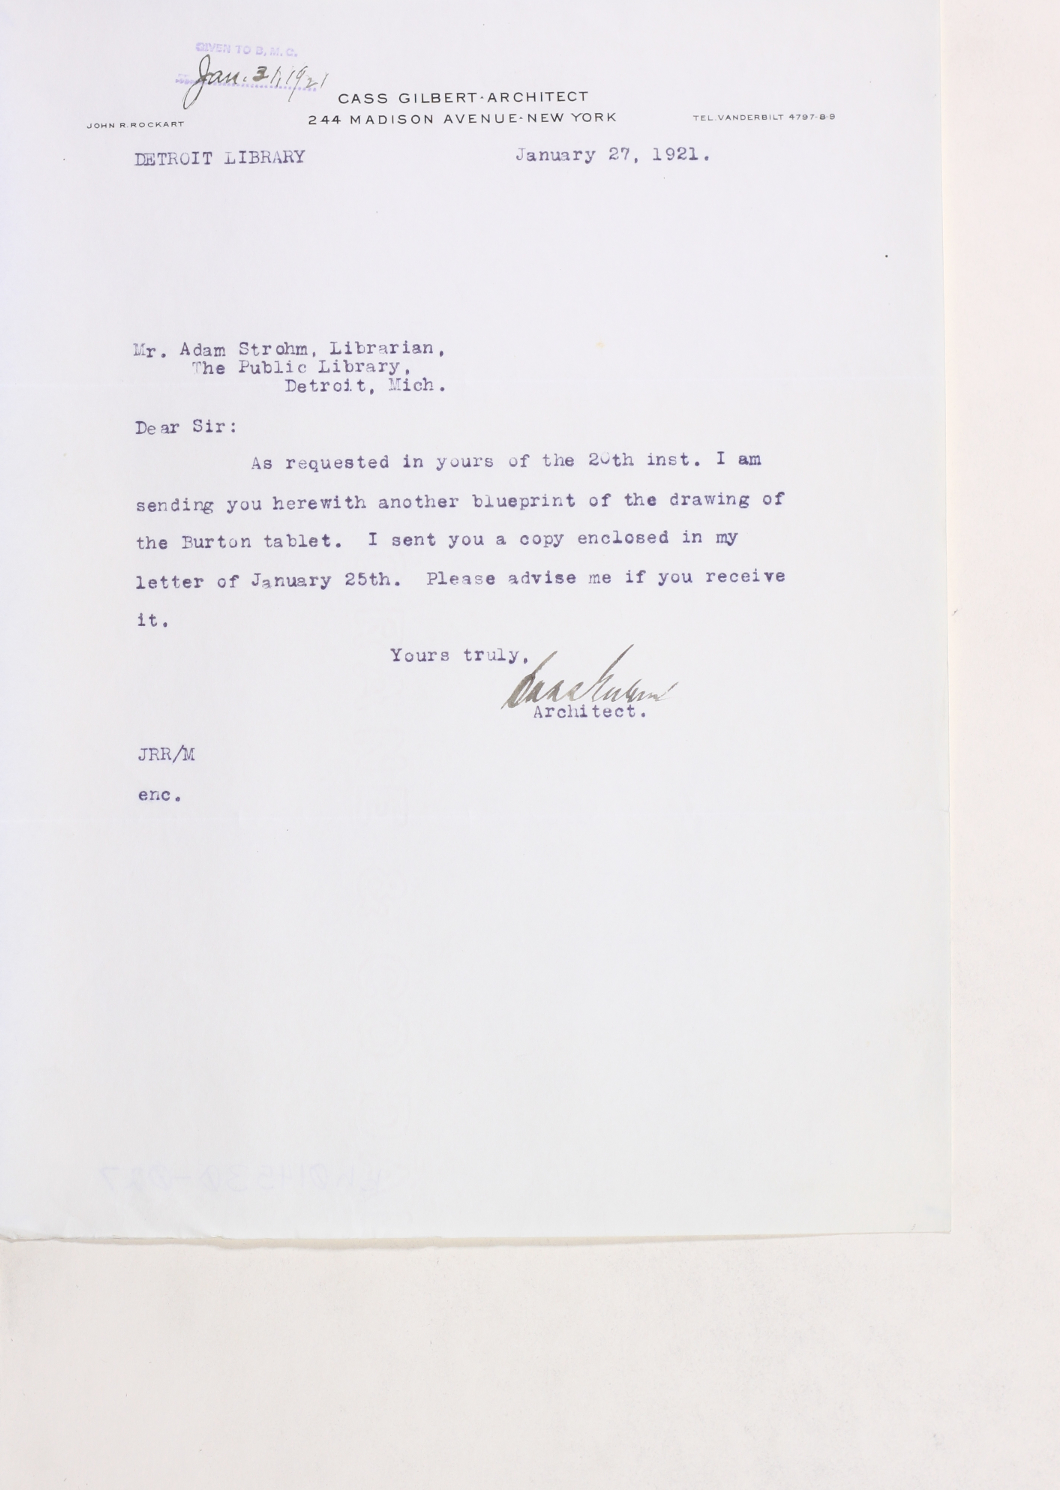 GIVEN TO B. M. C.
Jan. 31, 1921
CASS GILBERT-ARCHITECT
JOHN R. ROCKART
244 MADISON AVENUE-NEW YORK
TEL. VANDERBILT 4797-8-9
DETROIT LIBRARY
January 27, 1921.
Mr. Adam Strohm, Librarian,
The Public Library,
Detroit, Mich.
Dear Sir:
As requested in yours of the 26th inst. I am
sending you herewith another blueprint of the drawing of
the Burton tablet. I sent you a copy enclosed in my
letter of January 25th. Please advise me if you receive
it.
Yours truly,
Cass Gilbert
Architect.
JRR/M
enc.